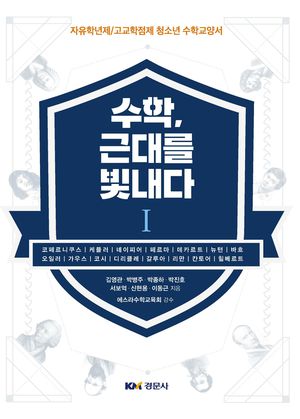 자유학년제/고교학점제 청소년 수학교양서
수학,
근대를
빛내다
I
코페르니쿠스 | 케플러 | 네이피어 | 페르마 | 데카르트 | 뉴턴 | 바흐
오일러 | 가우스 | 코시 | 디리클레 | 갈루아 | 리만 | 칸토어 | 힐베르트
김영관 · 박병주 · 박종하 · 박진호
서보억 · 신현용 · 이동근 지음
에스라수학교육회 감수
KM 경문사